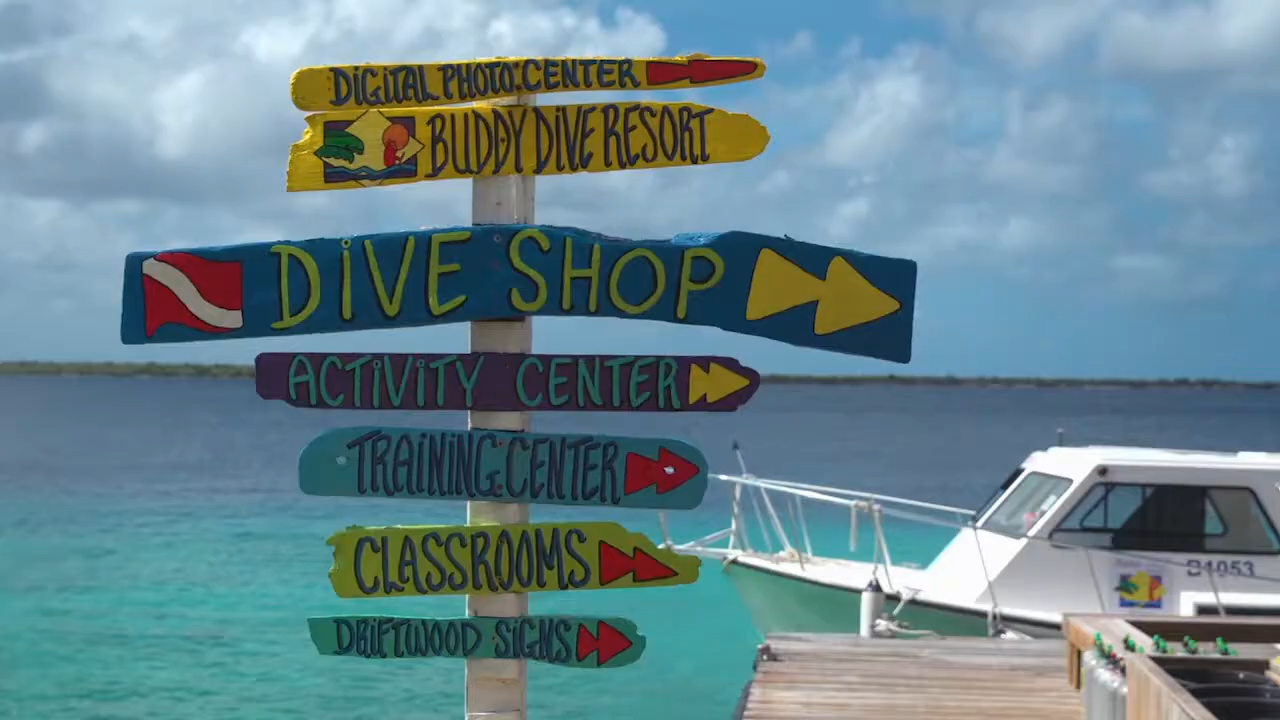 DiGiTAL PHOTO CENTER
BUDDY DiVE RESORT
DiVE SHOP
ACTiViTY CENTER
TRAiNiNG CENTER
CLASSROOMS
DRiFTWOOD SiGNS
B4053